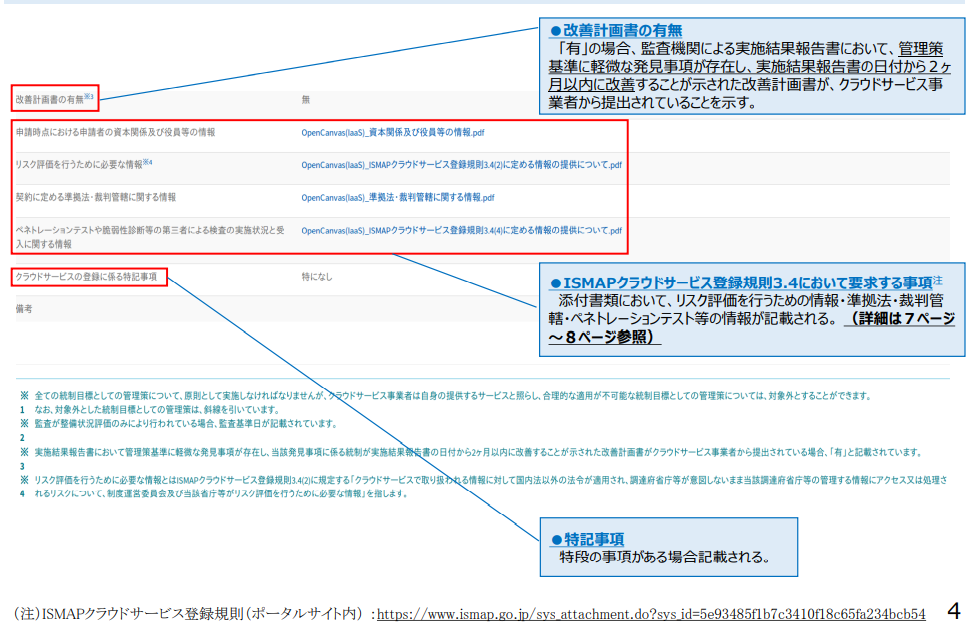 ●改善計画書の有無
「有」の場合、監査機関による実施結果報告書において、管理策
基準に軽微な発見事項が存在し、実施結果報告書の日付から２ヶ
月以内に改善することが示された改善計画書が、クラウドサービス事
業者から提出されていることを示す。
改善計画書の有無※3 無
申請時点における申請者の資本関係及び役員等の情報 OpenCanvas(IaaS)_資本関係及び役員等の情報.pdf
リスク評価を行うために必要な情報※4 OpenCanvas(IaaS)_ISMAPクラウドサービス登録規則3.4(2)に定める情報の提供について.pdf
契約に定める準拠法・裁判管轄に関する情報 OpenCanvas(IaaS)_準拠法・裁判管轄に関する情報.pdf
ペネトレーションテストや脆弱性診断等の第三者による検査の実施状況と受 OpenCanvas(IaaS)_ISMAPクラウドサービス登録規則3.4(4)に定める情報の提供について.pdf
入に関する情報
クラウドサービスの登録に係る特記事項 特になし
備考
●ISMAPクラウドサービス登録規則3.4において要求する事項注
添付書類において、リスク評価を行うための情報・準拠法・裁判管
轄・ペネトレーションテスト等の情報が記載される。（詳細は７ページ
～８ページ参照）
※ 全ての統制目標としての管理策について、原則として実施しなければなりませんが、クラウドサービス事業者は自身の提供するサービスと照らし、合理的な適用が不可能な統制目標としての管理策については、対象外とすることができます。
1 なお、対象外とした統制目標としての管理策は、斜線を引いています。
※ 監査が整備状況評価のみにより行われている場合、監査基準日が記載されています。
2
※ 実施結果報告書において管理策基準に軽微な発見事項が存在し、当該発見事項に係る統制が実施結果報告書の日付から2ヶ月以内に改善することが示された改善計画書がクラウドサービス事業者から提出されている場合、「有」と記載されています。
3
※ リスク評価を行うために必要な情報とはISMAPクラウドサービス登録規則3.4(2)に規定する「クラウドサービスで取り扱われる情報に対して国内法以外の法令が適用され、調達府省庁等が意図しないまま当該調達府省庁等の管理する情報にアクセス又は処理さ
4 れるリスクについて、制度運営委員会及び当該省庁等がリスク評価を行うために必要な情報」を指します。
●特記事項
特段の事項がある場合記載される。
（注）ISMAPクラウドサービス登録規則（ポータルサイト内）：https://www.ismap.go.jp/sys_attachment.do?sys_id=5e93485f1b7c3410f18c65fa234bcb54 4